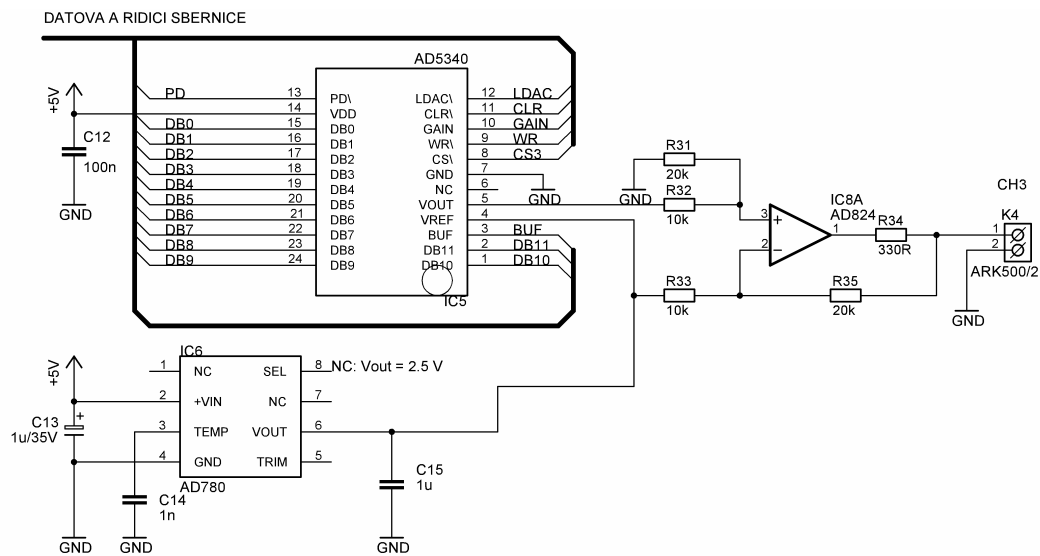 DATOVA A RIDICI SBERNICE
AD5340
+5V
C12
100n
GND
PD 13 PD\ LDAC\ 12 LDAC
14 VDD CLR\ 11 CLR
DB0 15 DB0 GAIN 10 GAIN
DB1 16 DB1 WR\ 9 WR
DB2 17 DB2 CS\ 8 CS3
DB3 18 DB3 GND 7 GND
DB4 19 DB4 NC 6
DB5 20 DB5 VOUT 5
DB6 21 DB6 VREF 4
DB7 22 DB7 BUF 3 BUF
DB8 23 DB8 DB11 2 DB11
DB9 24 DB9 DB10 1 DB10
IC5
R31
20k
GND
R32
10k
R33
10k
3 +
2 −
1
IC8A
AD824
R34
330R
R35
20k
CH3
K4
1
2
ARK500/2
GND
IC6
1 NC SEL 8 NC: Vout = 2.5 V
2 +VIN NC 7
3 TEMP VOUT 6
4 GND TRIM 5
AD780
+5V
C13
+
1u/35V
C14
1n
C15
1u
GND
GND
GND